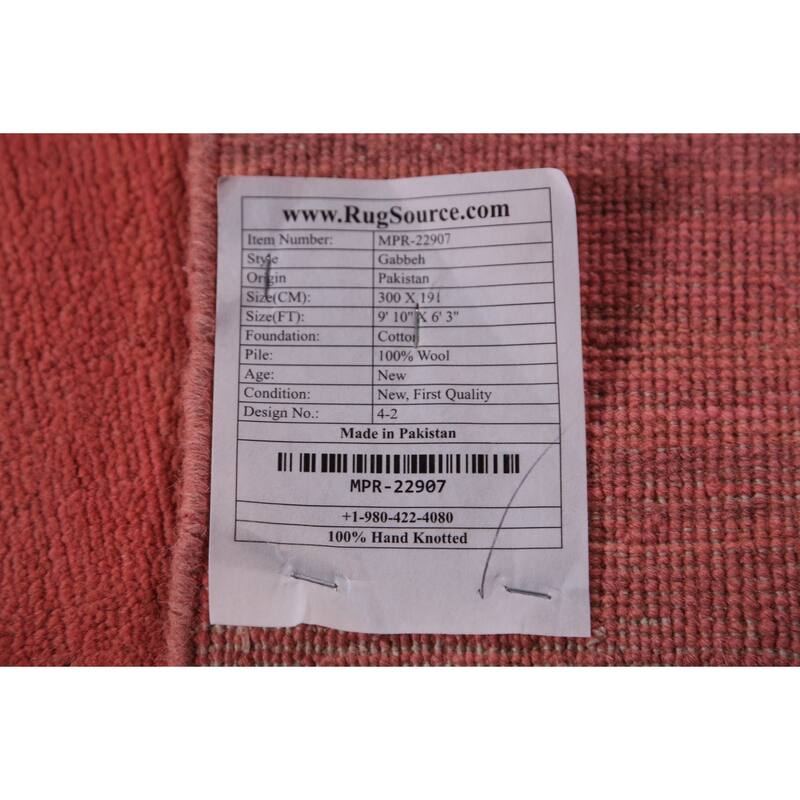 www.RugSource.com
Item Number: MPR-22907
Style Gabbeh
Origin Pakistan
Size(CM): 300 X 191
Size(FT): 9' 10" X 6' 3"
Foundation: Cotton
Pile: 100% Wool
Age: New
Condition: New, First Quality
Design No.: 4-2
Made in Pakistan
MPR-22907
+1-980-422-4080
100% Hand Knotted